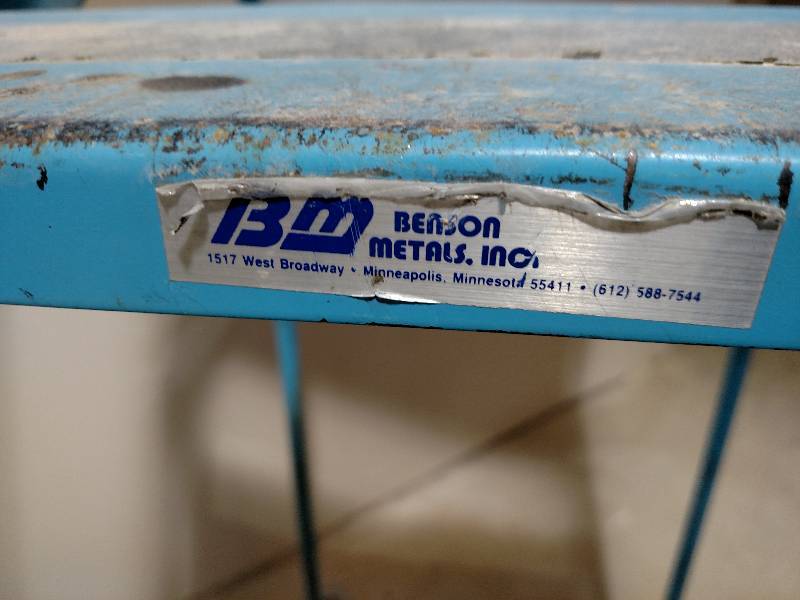 BM
BENSON
METALS, INC.
1517 West Broadway • Minneapolis, Minnesota 55411 • (612) 588-7544